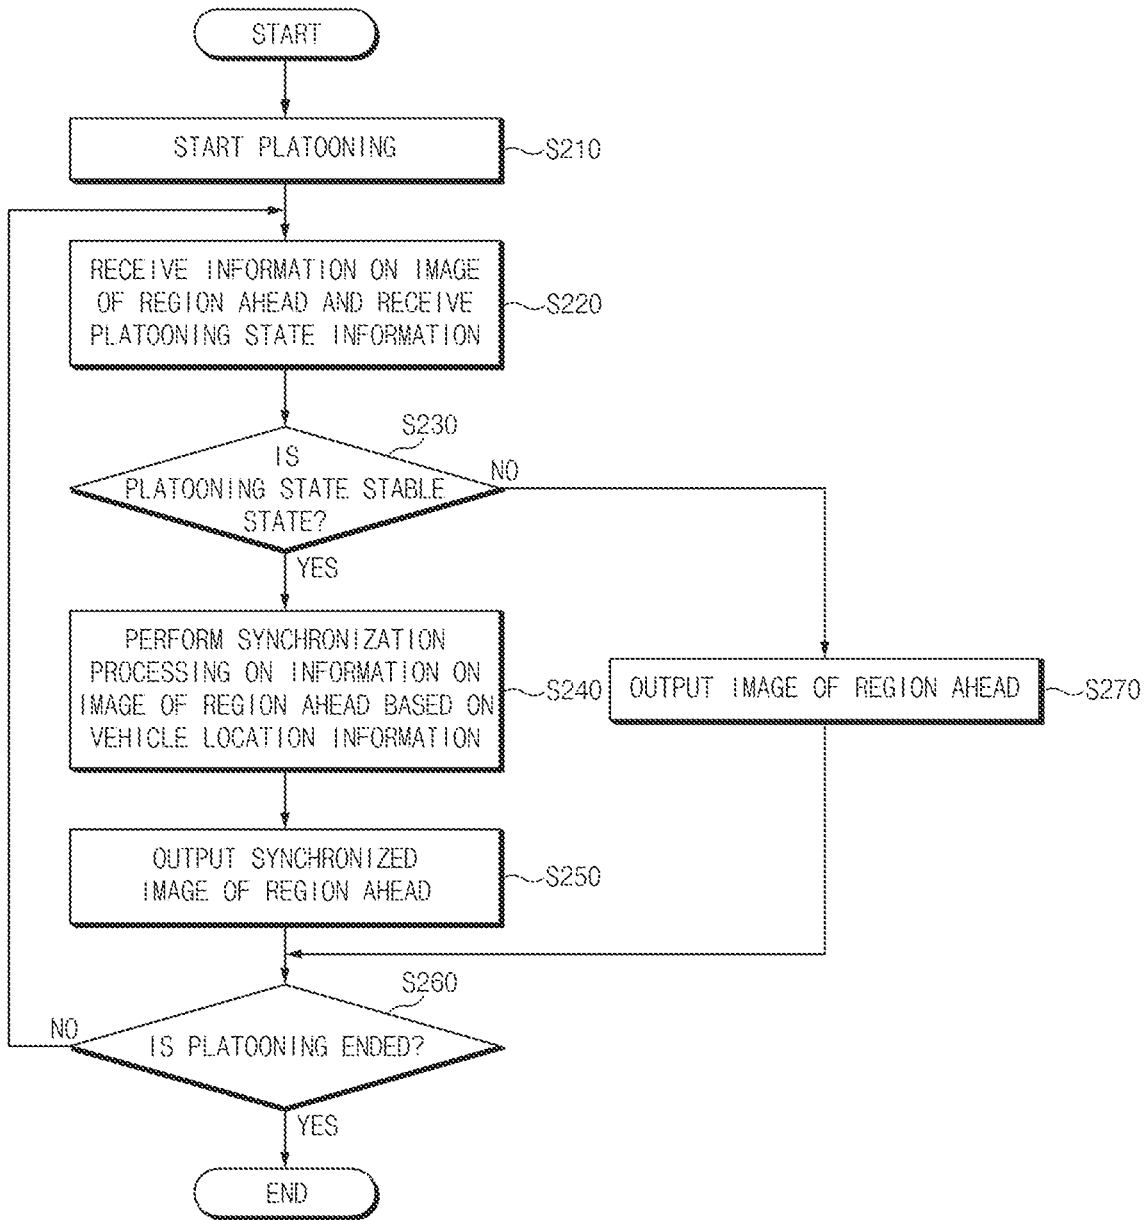 START
START PLATOONING
S210
RECEIVE INFORMATION ON IMAGE
OF REGION AHEAD AND RECEIVE
PLATOONING STATE INFORMATION
S220
S230
IS
PLATOONING STATE STABLE
STATE?
NO
YES
PERFORM SYNCHRONIZATION
PROCESSING ON INFORMATION ON
IMAGE OF REGION AHEAD BASED ON
VEHICLE LOCATION INFORMATION
S240
OUTPUT IMAGE OF REGION AHEAD
S270
OUTPUT SYNCHRONIZED
IMAGE OF REGION AHEAD
S250
S260
NO
IS PLATOONING ENDED?
YES
END